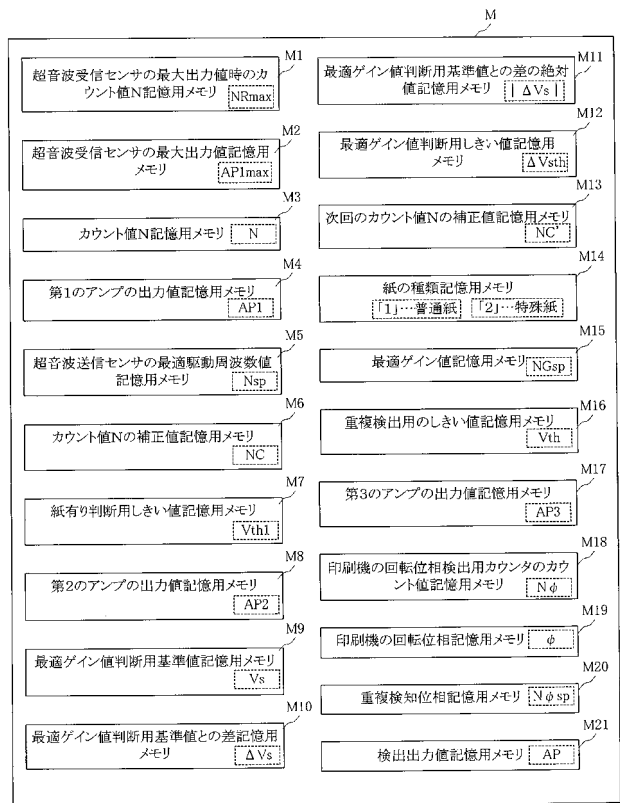 M
M1
超音波受信センサの最大出力値時のカ
ウント値N記憶用メモリ
NRmax
M2
超音波受信センサの最大出力値記憶用
メモリ
AP1max
M3
カウント値N記憶用メモリ
N
M4
第1のアンプの出力値記憶用メモリ
AP1
M5
超音波送信センサの最適駆動周波数値
記憶用メモリ
Nsp
M6
カウント値Nの補正値記憶用メモリ
NC
M7
紙有り判断用しきい値記憶用メモリ
Vth1
M8
第2のアンプの出力値記憶用メモリ
AP2
M9
最適ゲイン値判断用基準値記憶用メモリ
Vs
M10
最適ゲイン値判断用基準値との差記憶用
メモリ
ΔVs
M11
最適ゲイン値判断用基準値との差の絶対
値記憶用メモリ
|ΔVs|
M12
最適ゲイン値判断用しきい値記憶用
メモリ
ΔVsth
M13
次回のカウント値Nの補正値記憶用メモリ
NC'
M14
紙の種類記憶用メモリ
「1」…普通紙 「2」…特殊紙
M15
最適ゲイン値記憶用メモリ
NGsp
M16
重複検出用のしきい値記憶用メモリ
Vth
M17
第3のアンプの出力値記憶用メモリ
AP3
M18
印刷機の回転位相検出用カウンタのカウ
ント値記憶用メモリ
Nφ
M19
印刷機の回転位相記憶用メモリ
φ
M20
重複検知位相記憶用メモリ
Nφsp
M21
検出出力値記憶用メモリ
AP